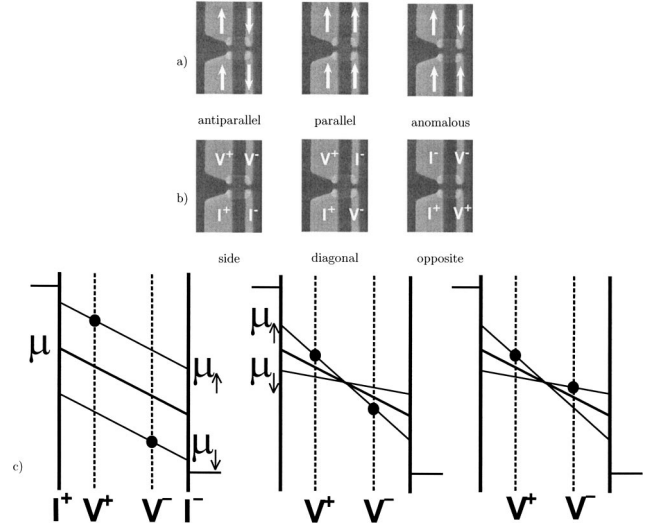 a)
antiparallel parallel anomalous
V+ V- V+ I- I- V-
b)
I+ I- I+ V- I+ V+
side diagonal opposite
μ μ↑ μ↓ μ↑ μ↓
c)
I+ V+ V- I- V+ V- V+ V-